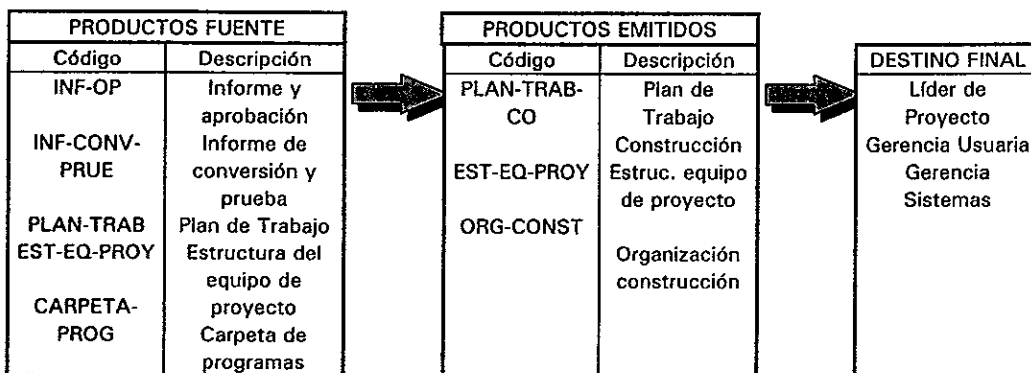 PRODUCTOS FUENTE
Código Descripción
INF-OP Informe y
aprobación
INF-CONV- Informe de
PRUE conversión y
prueba
PLAN-TRAB Plan de Trabajo
EST-EQ-PROY Estructura del
equipo de
CARPETA- proyecto
PROG Carpeta de
programas
PRODUCTOS EMITIDOS
Código Descripción
PLAN-TRAB- Plan de
CO Trabajo
Construcción
EST-EQ-PROY Estruc. equipo
de proyecto
ORG-CONST
Organización
construcción
DESTINO FINAL
Líder de
Proyecto
Gerencia Usuaria
Gerencia
Sistemas